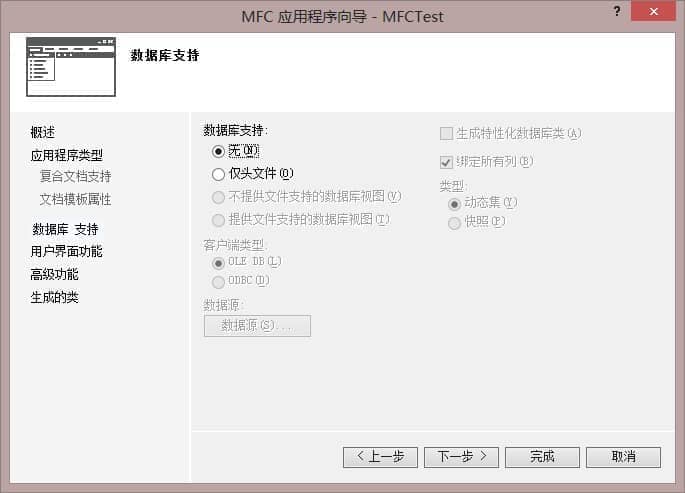 MFC 应用程序向导 - MFCTest
?
数据库支持
概述
应用程序类型
复合文档支持
文档模板属性
数据库 支持
用户界面功能
高级功能
生成的类
数据库支持:
无(N)
仅头文件(O)
不提供文件支持的数据库视图(V)
提供文件支持的数据库视图(T)
客户端类型:
OLE DB(L)
ODBC(D)
数据源:
数据源(S)...
生成特性化数据库类(A)
绑定所有列(B)
类型:
动态集(Y)
快照(P)
< 上一步
下一步 >
完成
取消